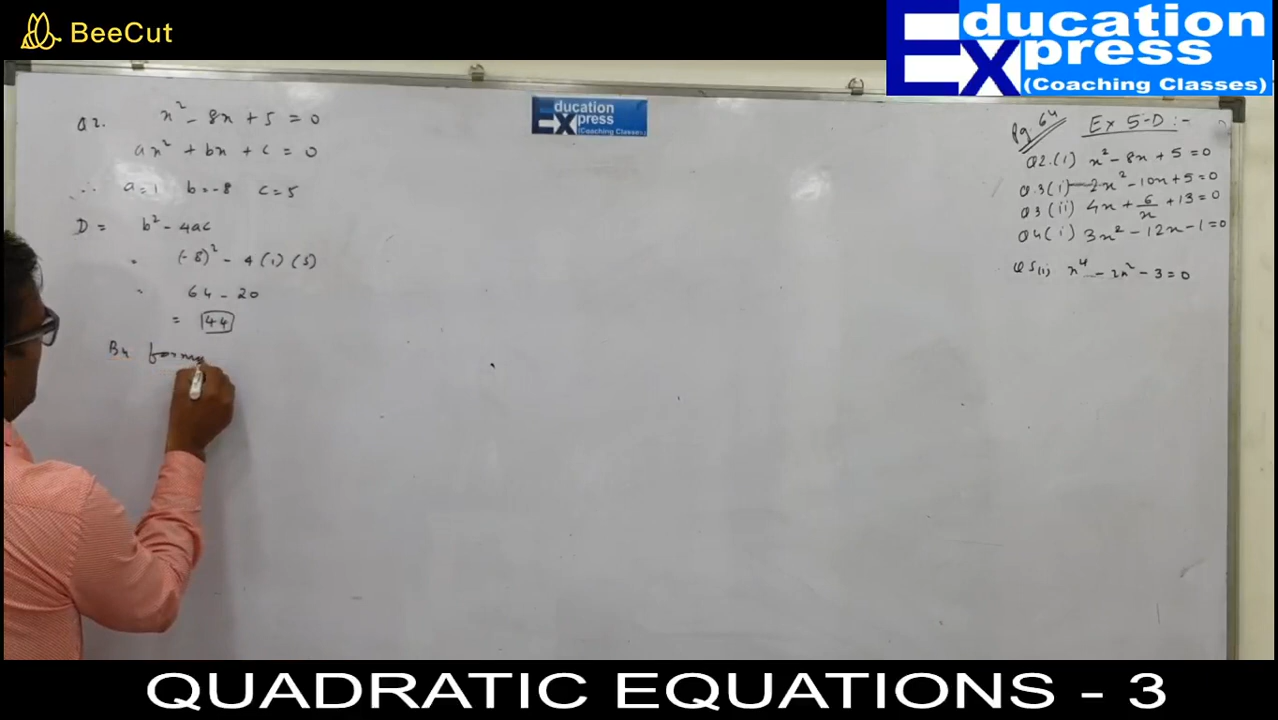 BeeCut
Education
Express
(Coaching Classes)
Education
Express
(Coaching Classes)
Q2. x² - 8x + 5 = 0
ax² + bx + c = 0
∴ a=1 b=-8 c=5
D = b² - 4ac
= (-8)² - 4(1)(5)
= 64 - 20
= 44
By formu
Pg. 64 Ex 5-D :-
Q2.(i) x² - 8x + 5 = 0
Q.3(i) 2x² - 10x + 5 = 0
Q3(ii) 4x + 6/x + 13 = 0
Q4(i) 3x² - 12x - 1 = 0
Q5(i) x⁴ - 2x² - 3 = 0
QUADRATIC EQUATIONS - 3